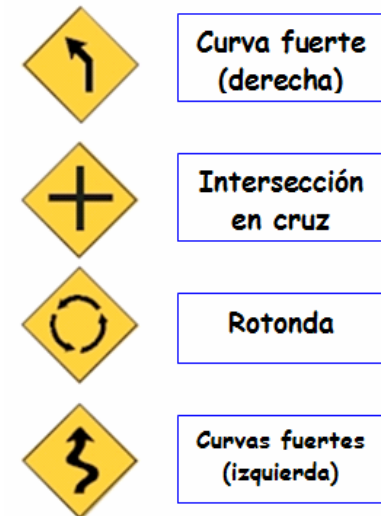 Curva fuerte
(derecha)
Intersección
en cruz
Rotonda
Curvas fuertes
(izquierda)